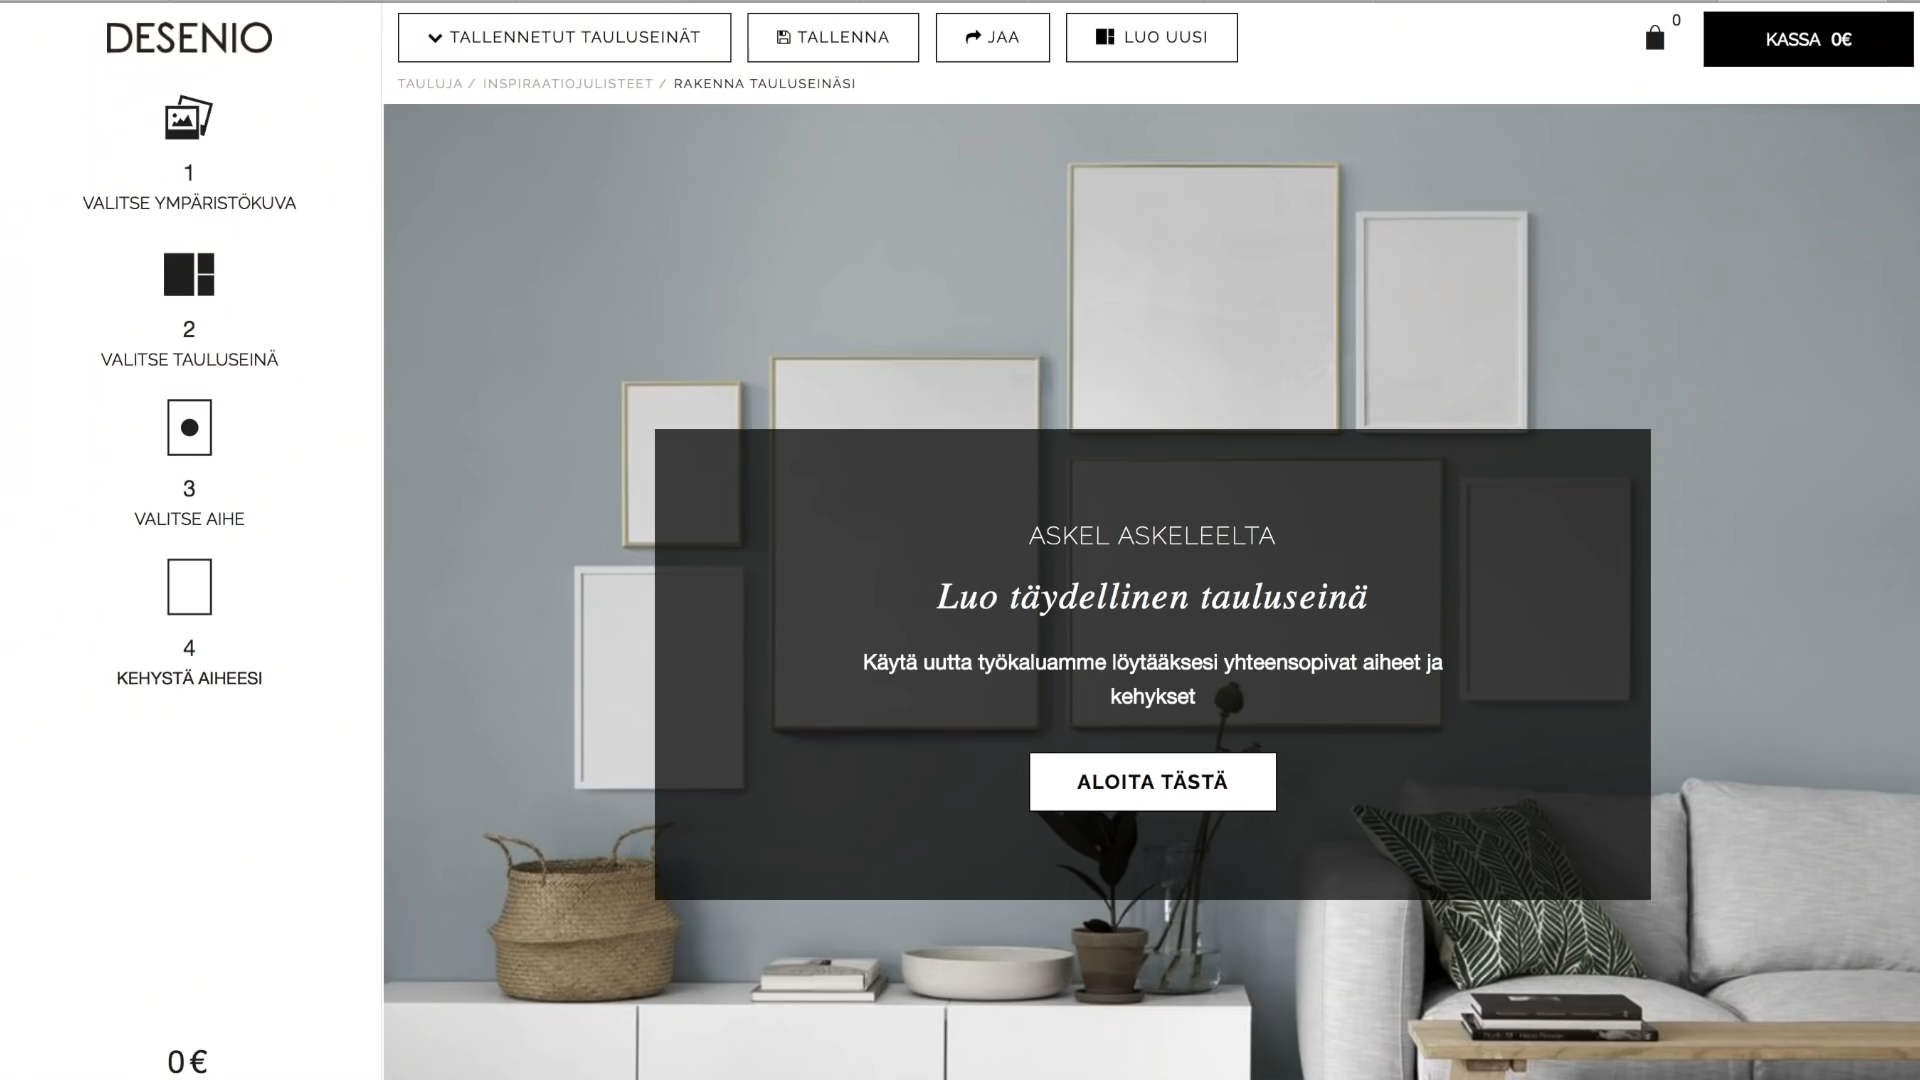 DESENIO
TALLENNETUT TAULUSEINÄT
TALLENNA
JAA
LUO UUSI
0
KASSA 0€
TAULUJA / INSPIRAATIOJULISTEET / RAKENNA TAULUSEINÄSI
1
VALITSE YMPÄRISTÖKUVA
2
VALITSE TAULUSEINÄ
3
VALITSE AIHE
4
KEHYSTÄ AIHEESI
0 €
ASKEL ASKELEELTA
Luo täydellinen tauluseinä
Käytä uutta työkaluamme löytääksesi yhteensopivat aiheet ja
kehykset
ALOITA TÄSTÄ